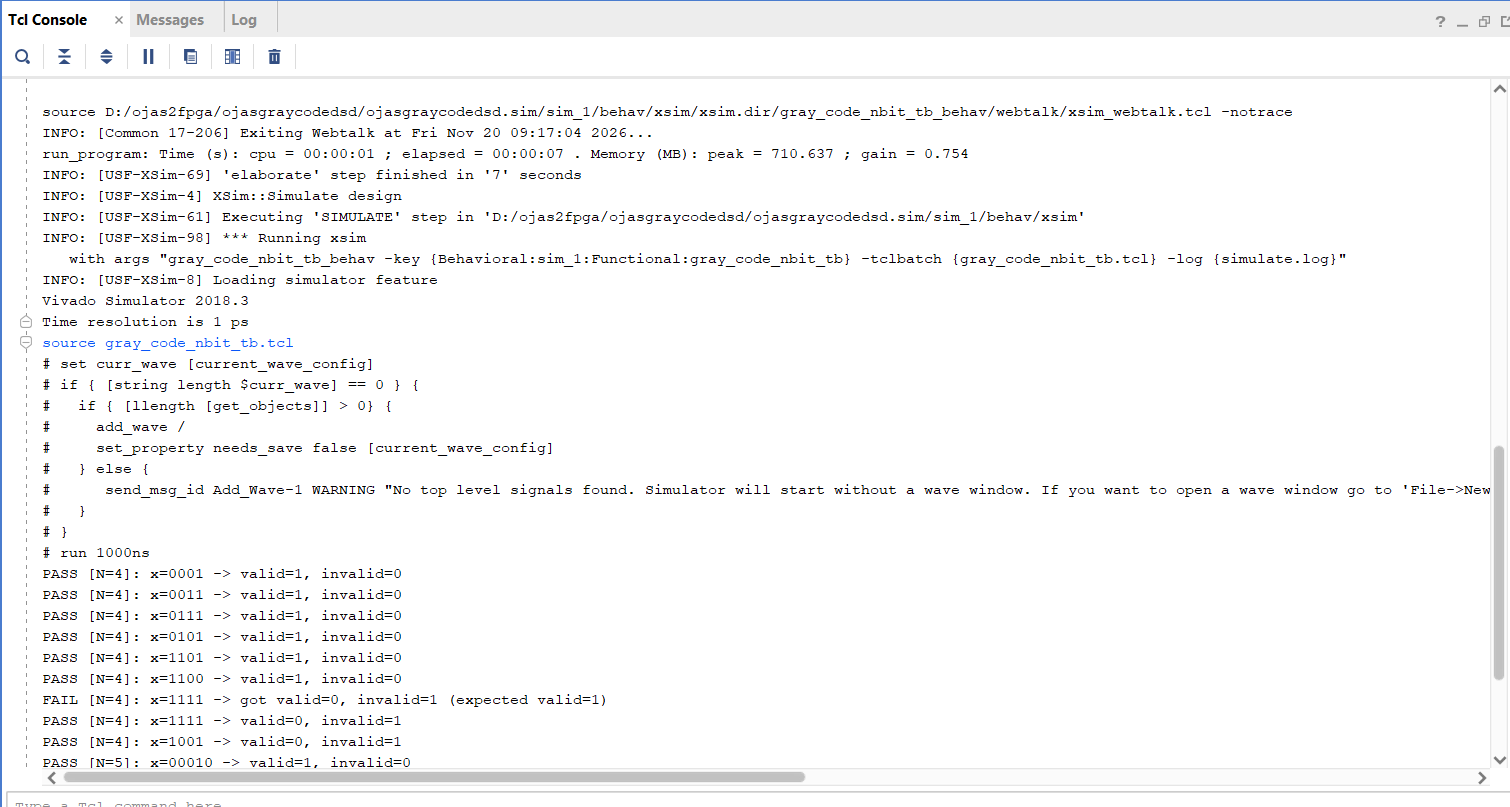 Tcl Console × Messages Log
? _
source D:/ojas2fpga/ojasgraycodedsd/ojasgraycodedsd.sim/sim_1/behav/xsim/xsim.dir/gray_code_nbit_tb_behav/webtalk/xsim_webtalk.tcl -notrace
INFO: [Common 17-206] Exiting Webtalk at Fri Nov 20 09:17:04 2026...
run_program: Time (s): cpu = 00:00:01 ; elapsed = 00:00:07 . Memory (MB): peak = 710.637 ; gain = 0.754
INFO: [USF-XSim-69] 'elaborate' step finished in '7' seconds
INFO: [USF-XSim-4] XSim::Simulate design
INFO: [USF-XSim-61] Executing 'SIMULATE' step in 'D:/ojas2fpga/ojasgraycodedsd/ojasgraycodedsd.sim/sim_1/behav/xsim'
INFO: [USF-XSim-98] *** Running xsim
   with args "gray_code_nbit_tb_behav -key {Behavioral:sim_1:Functional:gray_code_nbit_tb} -tclbatch {gray_code_nbit_tb.tcl} -log {simulate.log}"
INFO: [USF-XSim-8] Loading simulator feature
Vivado Simulator 2018.3
Time resolution is 1 ps
source gray_code_nbit_tb.tcl
# set curr_wave [current_wave_config]
# if { [string length $curr_wave] == 0 } {
#   if { [llength [get_objects]] > 0} {
#     add_wave /
#     set_property needs_save false [current_wave_config]
#   } else {
#      send_msg_id Add_Wave-1 WARNING "No top level signals found. Simulator will start without a wave window. If you want to open a wave window go to 'File->New
#   }
# }
# run 1000ns
PASS [N=4]: x=0001 -> valid=1, invalid=0
PASS [N=4]: x=0011 -> valid=1, invalid=0
PASS [N=4]: x=0111 -> valid=1, invalid=0
PASS [N=4]: x=0101 -> valid=1, invalid=0
PASS [N=4]: x=1101 -> valid=1, invalid=0
PASS [N=4]: x=1100 -> valid=1, invalid=0
FAIL [N=4]: x=1111 -> got valid=0, invalid=1 (expected valid=1)
PASS [N=4]: x=1111 -> valid=0, invalid=1
PASS [N=4]: x=1001 -> valid=0, invalid=1
PASS [N=5]: x=00010 -> valid=1, invalid=0
Type a Tcl command here